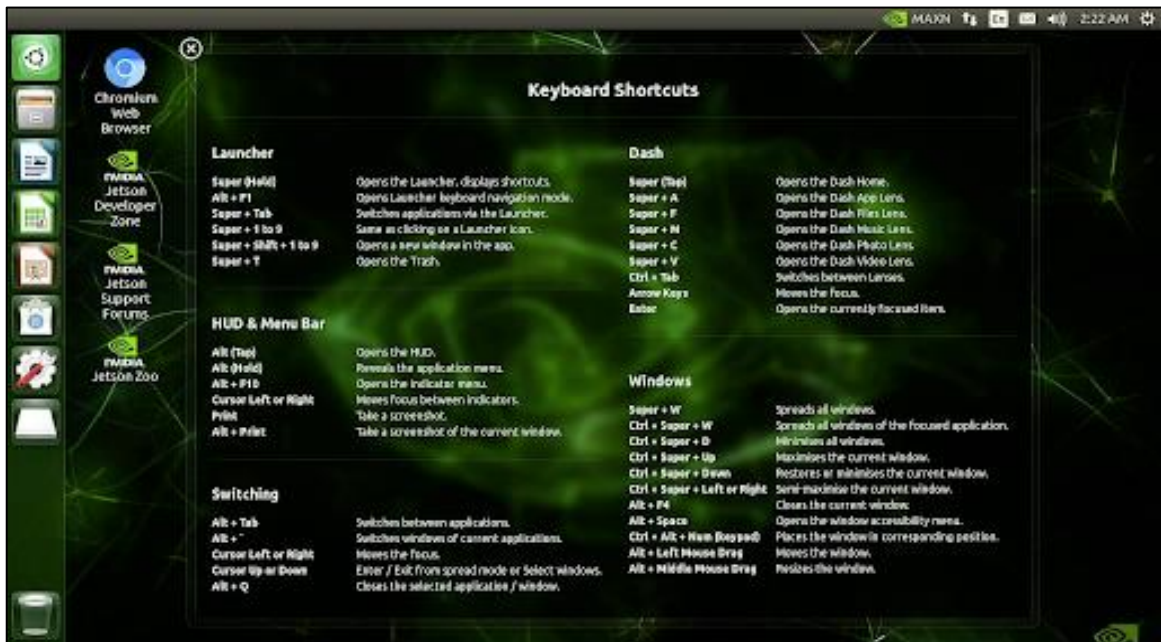 MAXN En 2:22 AM
Chromium
Web
Browser
NVIDIA.
Jetson
Developer
Zone
NVIDIA.
Jetson
Support
Forums
NVIDIA.
Jetson Zoo
Keyboard Shortcuts
Launcher
Super (Hold) Opens the Launcher, displays shortcuts.
Alt + F1 Opens Launcher keyboard navigation mode.
Super + Tab Switches applications via the Launcher.
Super + 1 to 9 Same as clicking on a Launcher icon.
Super + Shift + 1 to 9 Opens a new window in the app.
Super + T Opens the Trash.
HUD & Menu Bar
Alt (Tap) Opens the HUD.
Alt (Hold) Reveals the application menu.
Alt + F10 Opens the indicator menu.
Cursor Left or Right Moves focus between indicators.
Print Take a screenshot.
Alt + Print Take a screenshot of the current window.
Switching
Alt + Tab Switches between applications.
Alt + ` Switches windows of current applications.
Cursor Left or Right Moves the focus.
Cursor Up or Down Enter / Exit from spread mode or Select windows.
Alt + Q Closes the selected application / window.
Dash
Super (Tap) Opens the Dash Home.
Super + A Opens the Dash App Lens.
Super + F Opens the Dash Files Lens.
Super + M Opens the Dash Music Lens.
Super + C Opens the Dash Photo Lens.
Super + V Opens the Dash Video Lens.
Ctrl + Tab Switches between Lenses.
Arrow Keys Moves the focus.
Enter Opens the currently focused item.
Windows
Super + W Spreads all windows.
Ctrl + Super + W Spreads all windows of the focused application.
Ctrl + Super + D Minimises all windows.
Ctrl + Super + Up Maximises the current window.
Ctrl + Super + Down Restores or minimises the current window.
Ctrl + Super + Left or Right Semi-maximise the current window.
Alt + F4 Closes the current window.
Alt + Space Opens the window accessibility menu.
Ctrl + Alt + Num (Keypad) Places the window in corresponding position.
Alt + Left Mouse Drag Moves the window.
Alt + Middle Mouse Drag Resizes the window.